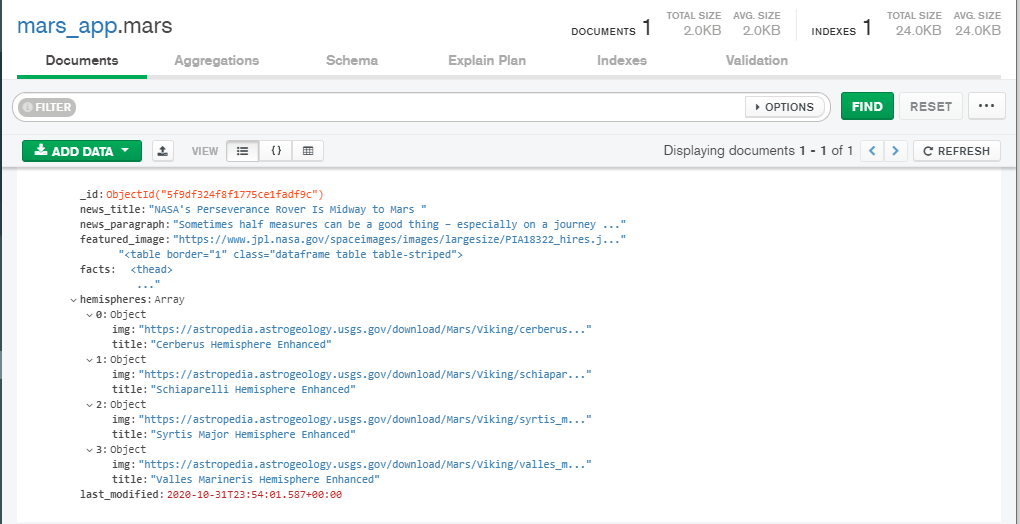 mars_app.mars
DOCUMENTS 1 TOTAL SIZE 2.0KB AVG. SIZE 2.0KB INDEXES 1 TOTAL SIZE 24.0KB AVG. SIZE 24.0KB
Documents Aggregations Schema Explain Plan Indexes Validation
FILTER OPTIONS FIND RESET ...
ADD DATA VIEW {} Displaying documents 1 - 1 of 1 < > REFRESH
_id: ObjectId("5f9df324f8f1775ce1fadf9c")
news_title: "NASA's Perseverance Rover Is Midway to Mars "
news_paragraph: "Sometimes half measures can be a good thing – especially on a journey ..."
featured_image: "https://www.jpl.nasa.gov/spaceimages/images/largesize/PIA18322_hires.j..."
"<table border="1" class="dataframe table table-striped">
facts: <thead>
..."
hemispheres: Array
0: Object
img: "https://astropedia.astrogeology.usgs.gov/download/Mars/Viking/cerberus..."
title: "Cerberus Hemisphere Enhanced"
1: Object
img: "https://astropedia.astrogeology.usgs.gov/download/Mars/Viking/schiapar..."
title: "Schiaparelli Hemisphere Enhanced"
2: Object
img: "https://astropedia.astrogeology.usgs.gov/download/Mars/Viking/syrtis_m..."
title: "Syrtis Major Hemisphere Enhanced"
3: Object
img: "https://astropedia.astrogeology.usgs.gov/download/Mars/Viking/valles_m..."
title: "Valles Marineris Hemisphere Enhanced"
last_modified: 2020-10-31T23:54:01.587+00:00